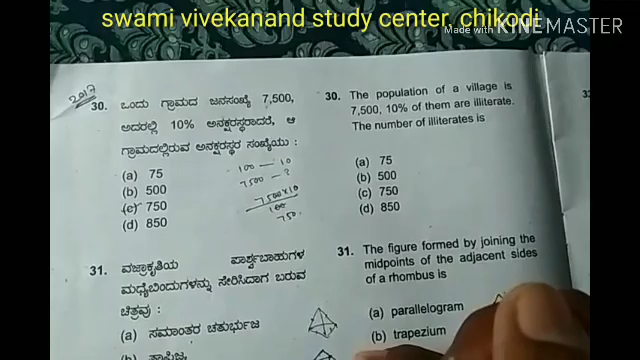 swami vivekanand study center, chikodi
Made with KINEMASTER
2017
30. ಒಂದು ಗ್ರಾಮದ ಜನಸಂಖ್ಯೆ 7,500,
ಅದರಲ್ಲಿ 10% ಅನಕ್ಷರಸ್ಥರಾದರೆ, ಆ
ಗ್ರಾಮದಲ್ಲಿರುವ ಅನಕ್ಷರಸ್ಥರ ಸಂಖ್ಯೆಯು :
(a) 75
(b) 500
(c) 750
(d) 850
100 — 10
7500 — ?
7500×10
100
750
31. ವಜ್ರಾಕೃತಿಯ ಪಾರ್ಶ್ವಬಾಹುಗಳ
ಮಧ್ಯಬಿಂದುಗಳನ್ನು ಸೇರಿಸಿದಾಗ ಬರುವ
ಚಿತ್ರವು :
(a) ಸಮಾಂತರ ಚತುರ್ಭುಜ
(b) ತ್ರಾಪಿಜ್ಯ
30. The population of a village is
7,500, 10% of them are illiterate.
The number of illiterates is
(a) 75
(b) 500
(c) 750
(d) 850
31. The figure formed by joining the
midpoints of the adjacent sides
of a rhombus is
(a) parallelogram
(b) trapezium